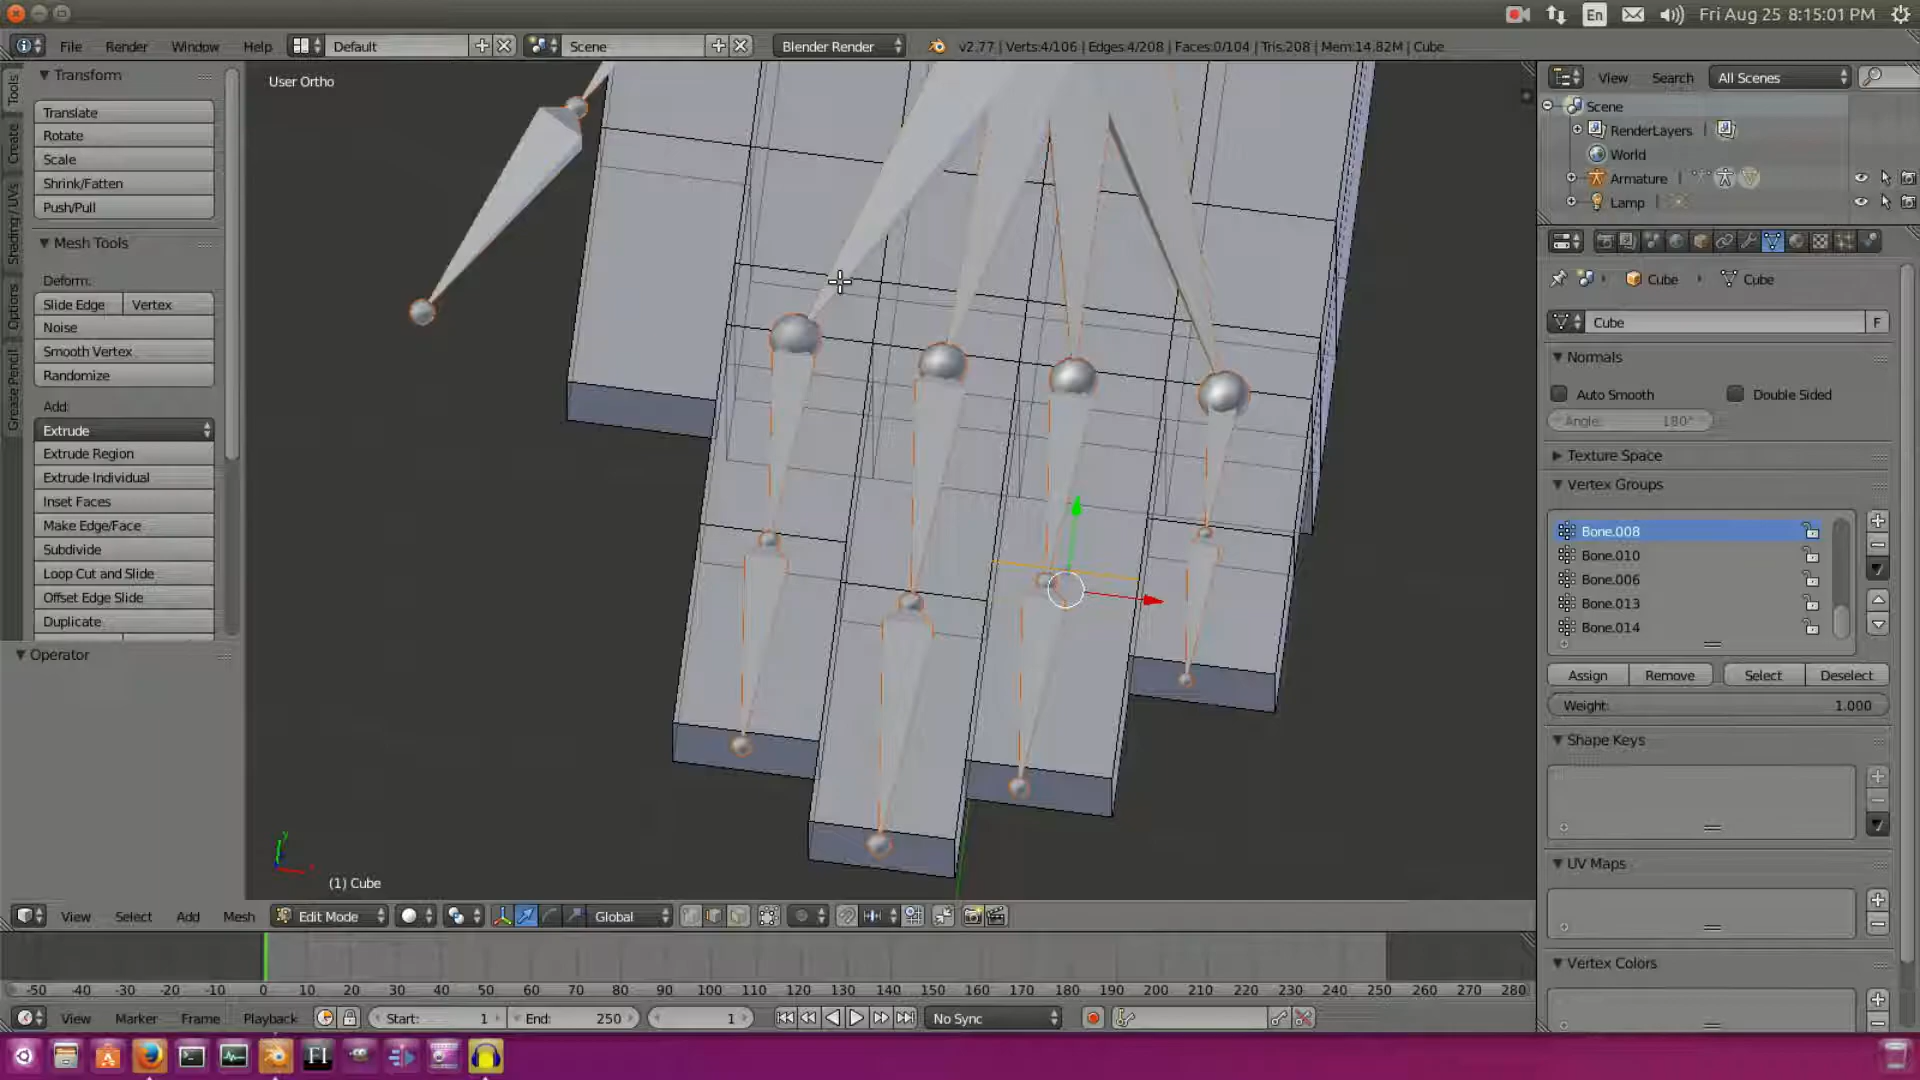 En Fri Aug 25 8:15:01 PM
File Render Window Help Default Scene Blender Render v2.77 | Verts:4/106 | Edges:4/208 | Faces:0/104 | Tris:208 | Mem:14.82M | Cube
Transform
Translate
Rotate
Scale
Shrink/Fatten
Push/Pull
Mesh Tools
Deform:
Slide Edge Vertex
Noise
Smooth Vertex
Randomize
Add:
Extrude
Extrude Region
Extrude Individual
Inset Faces
Make Edge/Face
Subdivide
Loop Cut and Slide
Offset Edge Slide
Duplicate
Operator
Tools
Create
Shading / UVs
Options
Grease Pencil
User Ortho
(1) Cube
View Select Add Mesh Edit Mode Global
View Search All Scenes
Scene
RenderLayers |
World
Armature |
Lamp |
Cube Cube
Cube F
Normals
Auto Smooth Double Sided
Angle: 180°
Texture Space
Vertex Groups
Bone.008
Bone.010
Bone.006
Bone.013
Bone.014
Assign Remove Select Deselect
Weight: 1.000
Shape Keys
UV Maps
Vertex Colors
-50 -40 -30 -20 -10 0 10 20 30 40 50 60 70 80 90 100 110 120 130 140 150 160 170 180 190 200 210 220 230 240 250 260 270 280
View Marker Frame Playback Start: 1 End: 250 1 No Sync